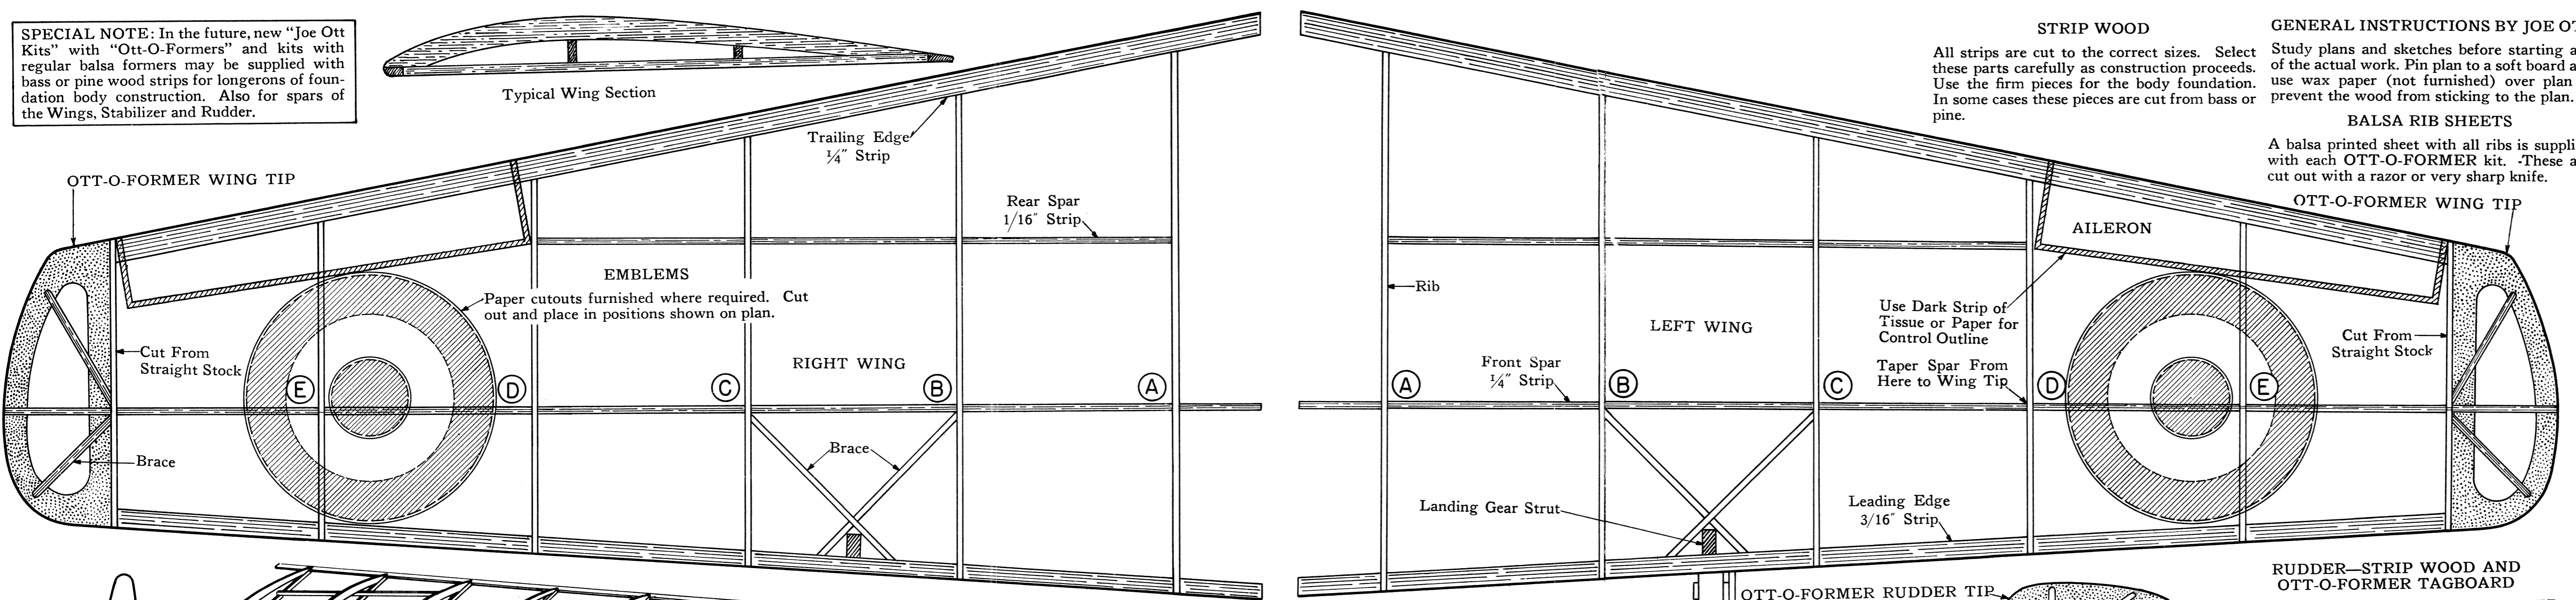 SPECIAL NOTE: In the future, new "Joe Ott
Kits" with "Ott-O-Formers" and kits with
regular balsa formers may be supplied with
bass or pine wood strips for longerons of foun-
dation body construction. Also for spars of
the Wings, Stabilizer and Rudder.
Typical Wing Section
OTT-O-FORMER WING TIP
Trailing Edge
1/4" Strip
Rear Spar
1/16" Strip
EMBLEMS
Paper cutouts furnished where required. Cut
out and place in positions shown on plan.
Cut From
Straight Stock
RIGHT WING
E
D
C
B
A
Brace
Brace
STRIP WOOD
All strips are cut to the correct sizes. Select
these parts carefully as construction proceeds.
Use the firm pieces for the body foundation.
In some cases these pieces are cut from bass or
pine.
GENERAL INSTRUCTIONS BY JOE OT
Study plans and sketches before starting a
of the actual work. Pin plan to a soft board a
use wax paper (not furnished) over plan
prevent the wood from sticking to the plan.
BALSA RIB SHEETS
A balsa printed sheet with all ribs is suppli
with each OTT-O-FORMER kit. -These a
cut out with a razor or very sharp knife.
OTT-O-FORMER WING TIP
AILERON
Rib
Use Dark Strip of
Tissue or Paper for
Control Outline
LEFT WING
Cut From
Straight Stock
Front Spar
1/4" Strip
Taper Spar From
Here to Wing Tip
A
B
C
D
E
Landing Gear Strut
Leading Edge
3/16" Strip
RUDDER—STRIP WOOD AND
OTT-O-FORMER TAGBOARD
OTT-O-FORMER RUDDER TIP